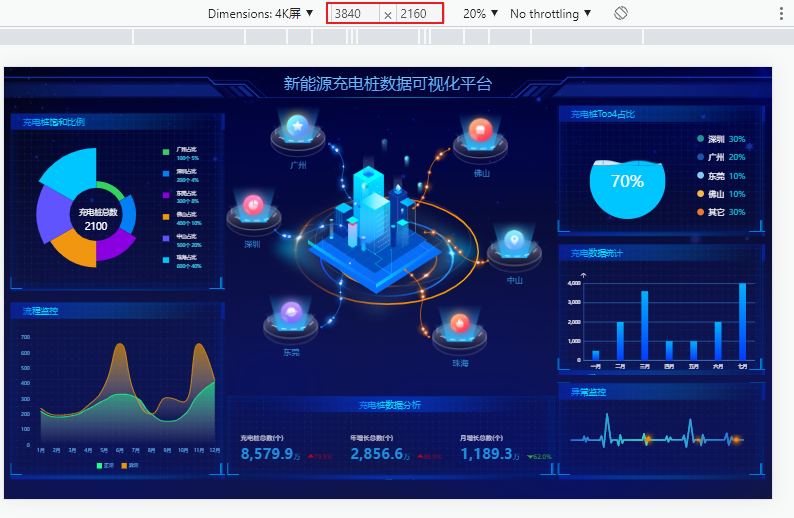 Dimensions: 4K屏 ▼ 3840 × 2160 20% ▼ No throttling ▼
新能源充电桩数据可视化平台
充电桩饱和比例
充电桩总数
2100
广州占比
100个 5%
深圳占比
200个 4%
东莞占比
300个 8%
佛山占比
400个 10%
中山占比
500个 20%
珠海占比
600个 40%
流程监控
700
600
500
400
300
200
100
0
1月 2月 3月 4月 5月 6月 7月 8月 9月 10月 11月 12月
正常 异常
广州
佛山
深圳
中山
东莞
珠海
充电桩数据分析
充电桩总数(个)
8,579.9万
年增长总数(个)
2,856.6万
月增长总数(个)
1,189.3万
62.0%
充电桩Top4占比
70%
深圳 30%
广州 20%
东莞 10%
佛山 10%
其它 30%
充电数据统计
4,000
3,000
2,000
1,000
0
一月 二月 三月 四月 五月 六月 七月
异常监控